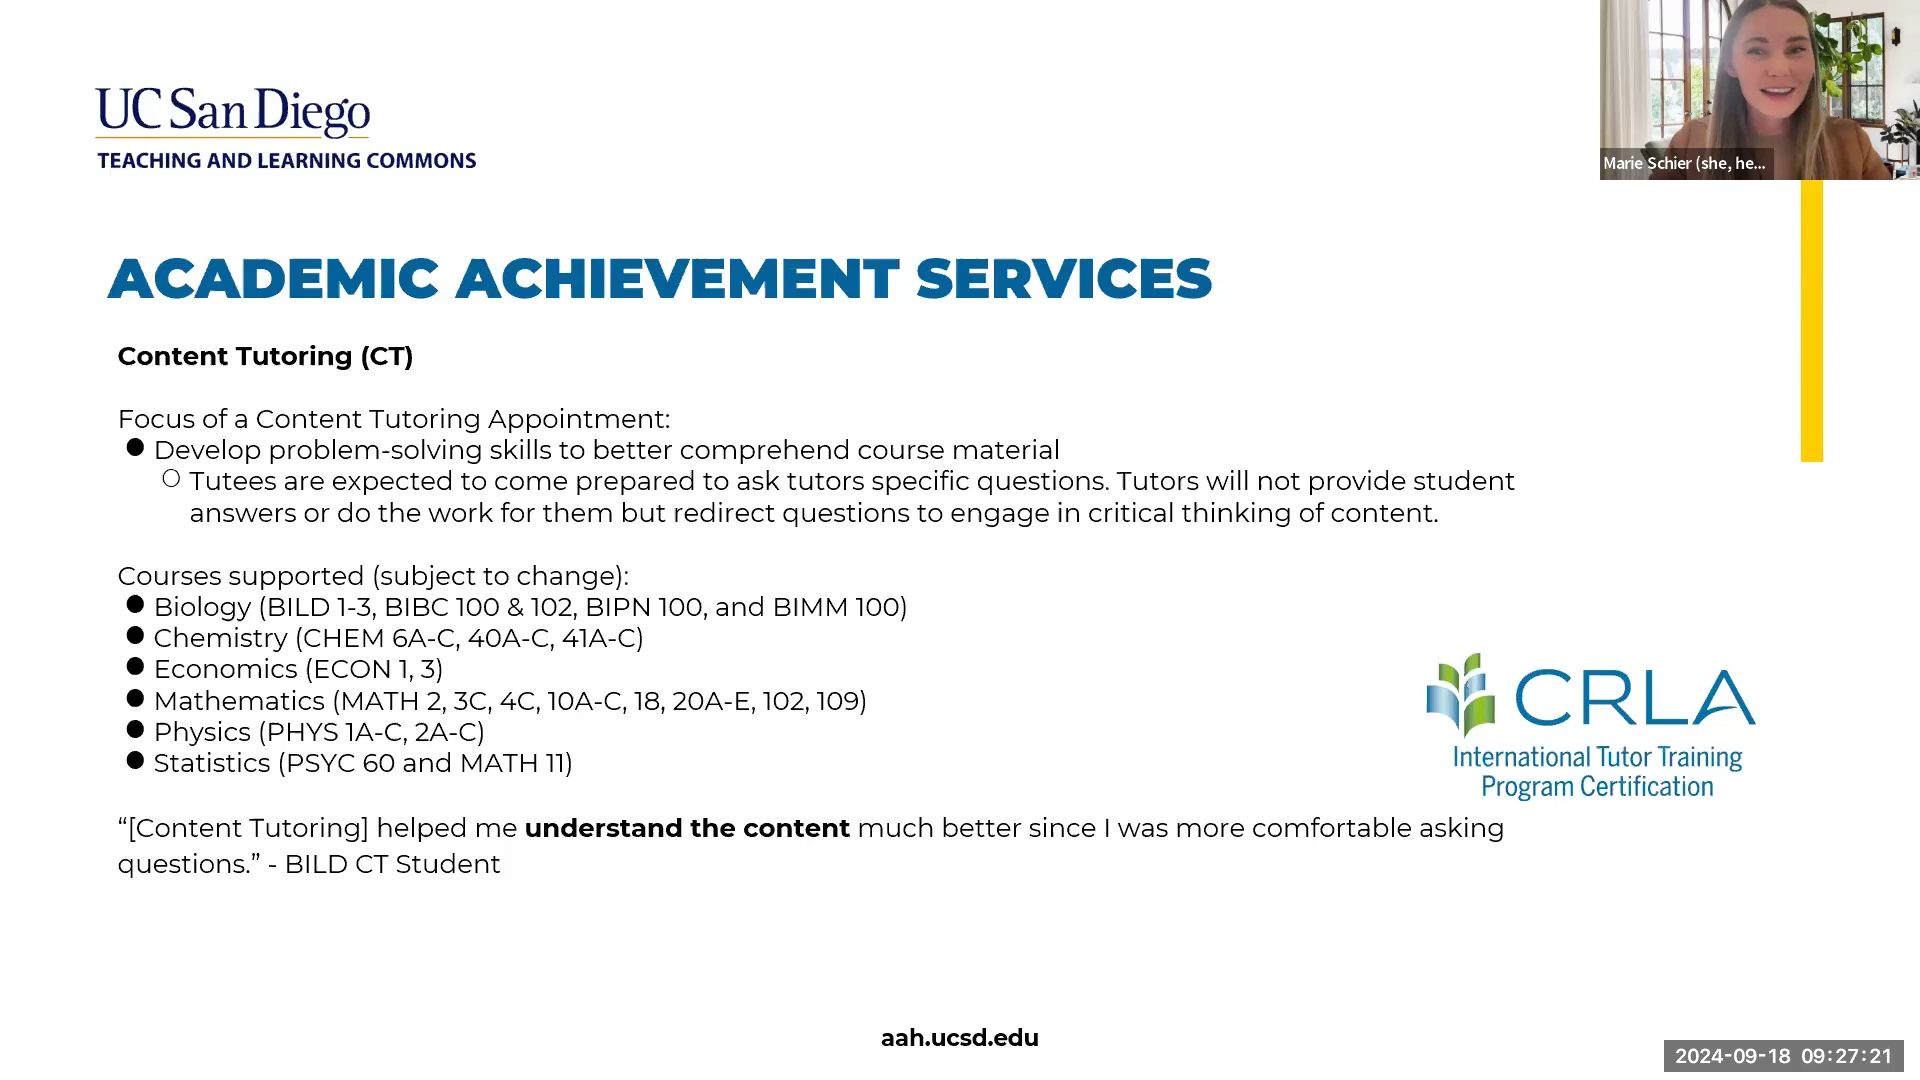 Marie Schier (she, he...
UC San Diego
TEACHING AND LEARNING COMMONS
ACADEMIC ACHIEVEMENT SERVICES
Content Tutoring (CT)
Focus of a Content Tutoring Appointment:
● Develop problem-solving skills to better comprehend course material
○ Tutees are expected to come prepared to ask tutors specific questions. Tutors will not provide student
answers or do the work for them but redirect questions to engage in critical thinking of content.
Courses supported (subject to change):
● Biology (BILD 1-3, BIBC 100 & 102, BIPN 100, and BIMM 100)
● Chemistry (CHEM 6A-C, 40A-C, 41A-C)
● Economics (ECON 1, 3)
● Mathematics (MATH 2, 3C, 4C, 10A-C, 18, 20A-E, 102, 109)
● Physics (PHYS 1A-C, 2A-C)
● Statistics (PSYC 60 and MATH 11)
CRLA
International Tutor Training
Program Certification
“[Content Tutoring] helped me understand the content much better since I was more comfortable asking
questions.” - BILD CT Student
aah.ucsd.edu
2024-09-18 09:27:21